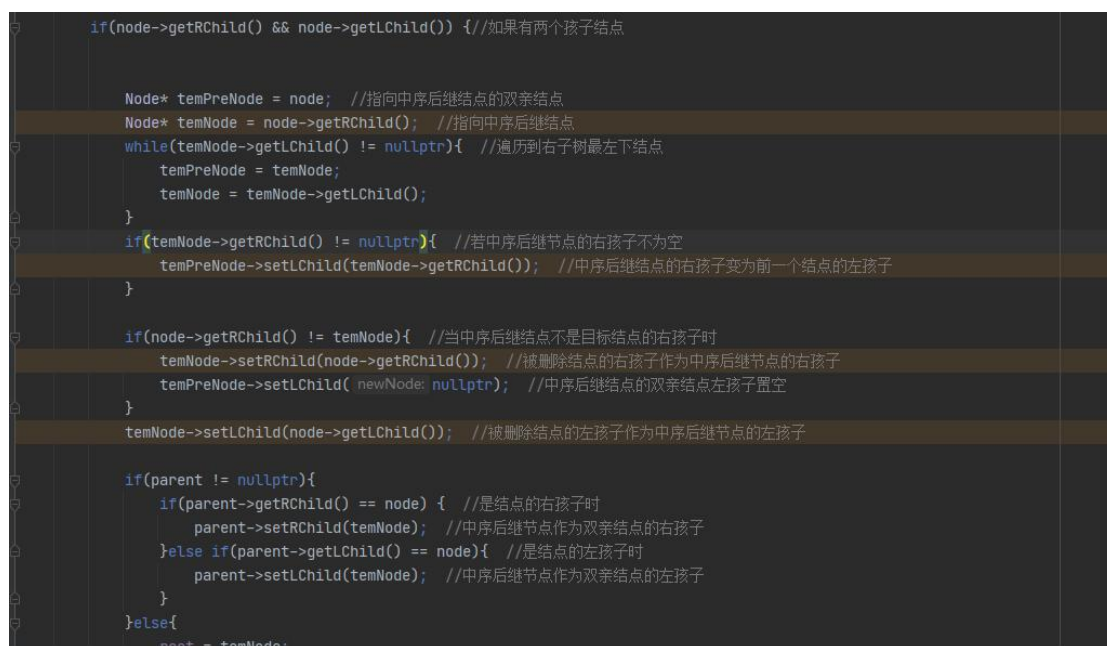 if(node->getRChild() && node->getLChild()) {//如果有两个孩子结点
Node* temPreNode = node;  //指向中序后继结点的双亲结点
Node* temNode = node->getRChild();  //指向中序后继结点
while(temNode->getLChild() != nullptr){  //遍历到右子树最左下结点
temPreNode = temNode;
temNode = temNode->getLChild();
}
if(temNode->getRChild() != nullptr){  //若中序后继节点的右孩子不为空
temPreNode->setLChild(temNode->getRChild());  //中序后继结点的右孩子变为前一个结点的左孩子
}
if(node->getRChild() != temNode){  //当中序后继结点不是目标结点的右孩子时
temNode->setRChild(node->getRChild());  //被删除结点的右孩子作为中序后继节点的右孩子
temPreNode->setLChild( newNode: nullptr);  //中序后继结点的双亲结点左孩子置空
}
temNode->setLChild(node->getLChild());  //被删除结点的左孩子作为中序后继节点的左孩子
if(parent != nullptr){
if(parent->getRChild() == node) {  //是结点的右孩子时
parent->setRChild(temNode);  //中序后继节点作为双亲结点的右孩子
}else if(parent->getLChild() == node){  //是结点的左孩子时
parent->setLChild(temNode);  //中序后继节点作为双亲结点的左孩子
}
}else{
= temNode;